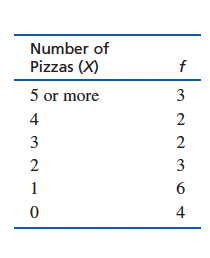 Number of
Pizzas (X) f
5 or more 3
4 2
3 2
2 3
1 6
0 4